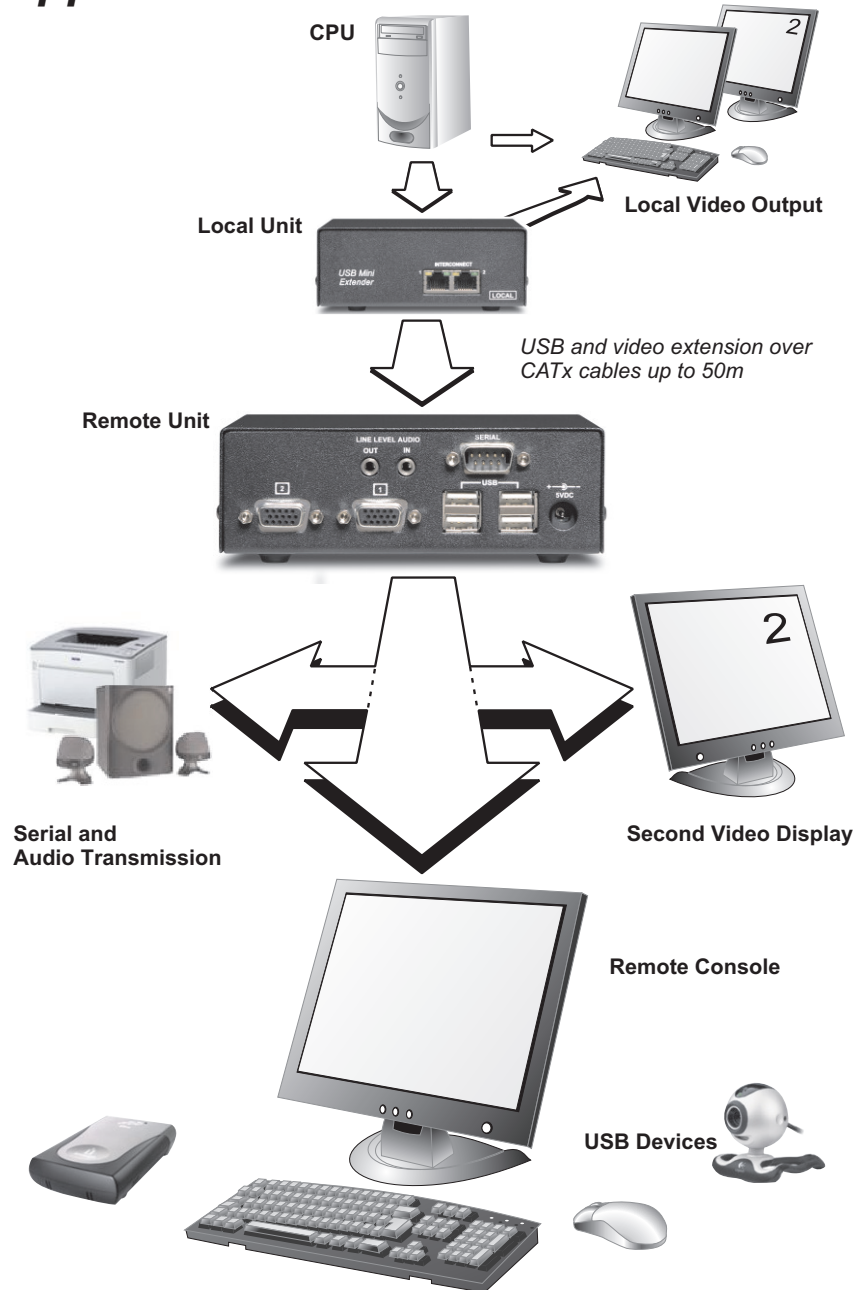 CPU
2
Local Video Output
Local Unit
INTERCONNECT
1 2
USB Mini
Extender
LOCAL
USB and video extension over
CATx cables up to 50m
Remote Unit
LINE LEVEL AUDIO
OUT IN
SERIAL
2 1
USB
+ -
5VDC
2
Serial and
Audio Transmission
Second Video Display
Remote Console
USB Devices